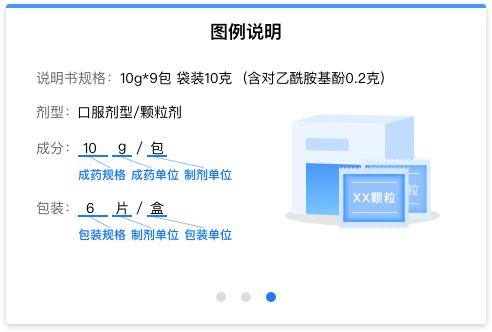 图例说明
说明书规格：10g*9包 袋装10克（含对乙酰胺基酚0.2克）
剂型：口服剂型/颗粒剂
成分：10 g / 包
成药规格 成药单位 制剂单位
包装：6 片 / 盒
包装规格 制剂单位 包装单位
XX颗粒
粒